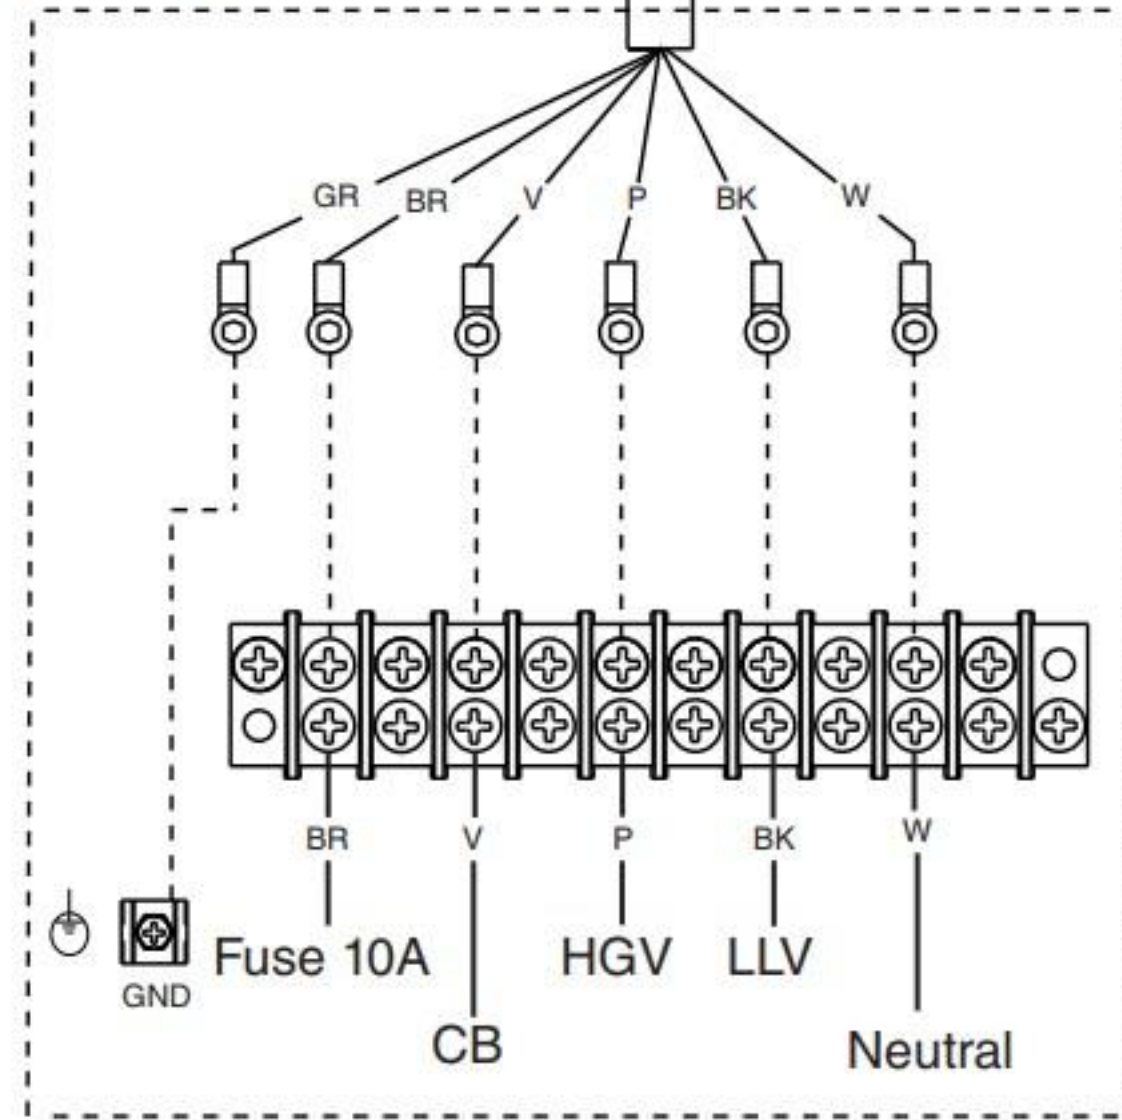 GR BR V P BK W
BR V P BK W
Fuse 10A HGV LLV
GND
CB Neutral